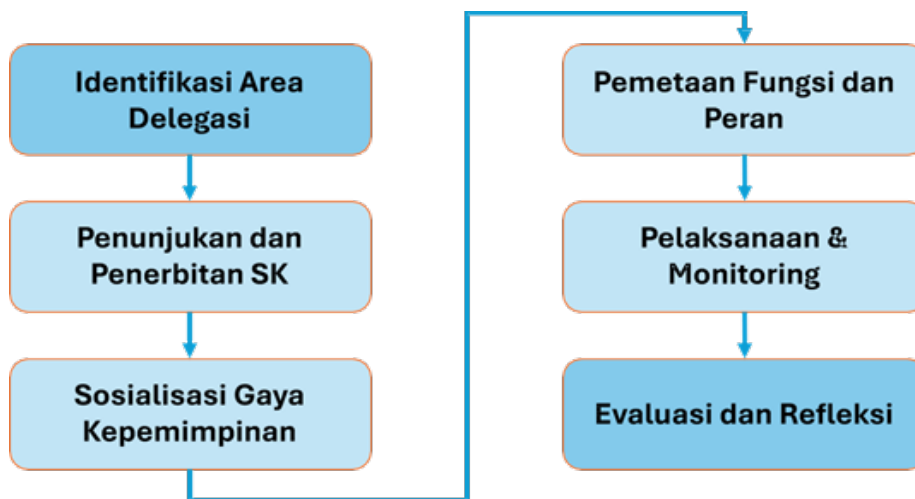 Identifikasi Area
Delegasi
Penunjukan dan
Penerbitan SK
Sosialisasi Gaya
Kepemimpinan
Pemetaan Fungsi dan
Peran
Pelaksanaan &
Monitoring
Evaluasi dan Refleksi